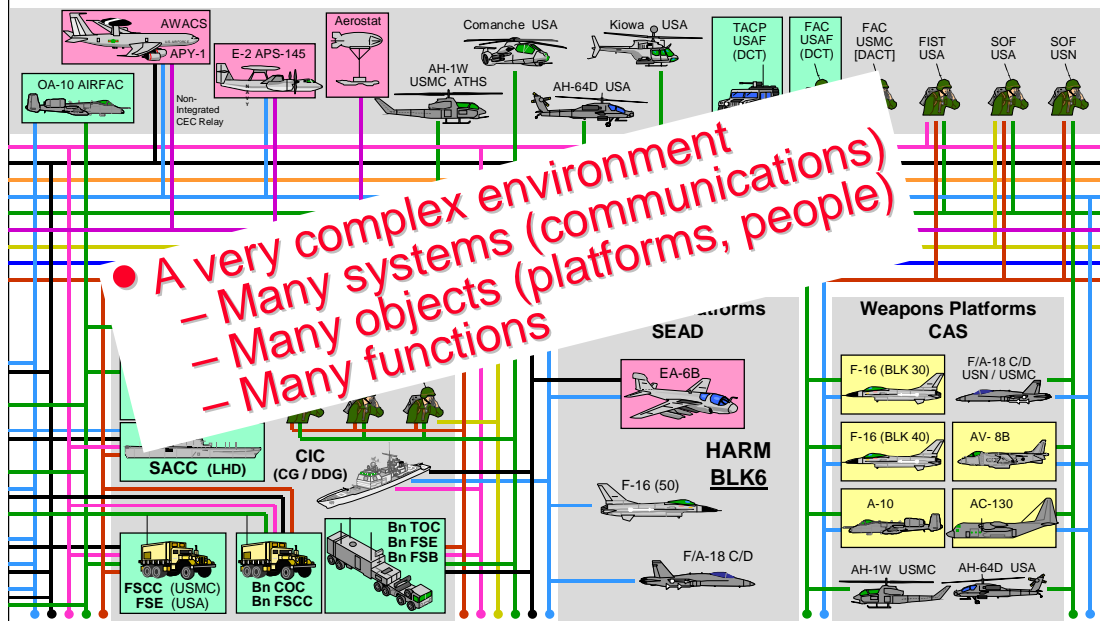 AWACS
APY-1
E-2 APS-145
Aerostat
Comanche USA
Kiowa USA
TACP
USAF
(DCT)
FAC
USAF
(DCT)
FAC
USMC
[DACT]
FIST
USA
SOF
USA
SOF
USN
OA-10 AIRFAC
Non-
Integrated
CEC Relay
NAVY
AH-1W
USMC ATHS
AH-64D USA
• A very complex environment
– Many systems (communications)
– Many objects (platforms, people)
– Many functions
SEAD
EA-6B
HARM
BLK6
F-16 (50)
F/A-18 C/D
Weapons Platforms
CAS
F-16 (BLK 30)
F/A-18 C/D
USN / USMC
F-16 (BLK 40)
AV- 8B
A-10
AC-130
AH-1W USMC
AH-64D USA
SACC (LHD)
CIC
(CG / DDG)
FSCC (USMC)
FSE (USA)
Bn COC
Bn FSCC
Bn TOC
Bn FSE
Bn FSB